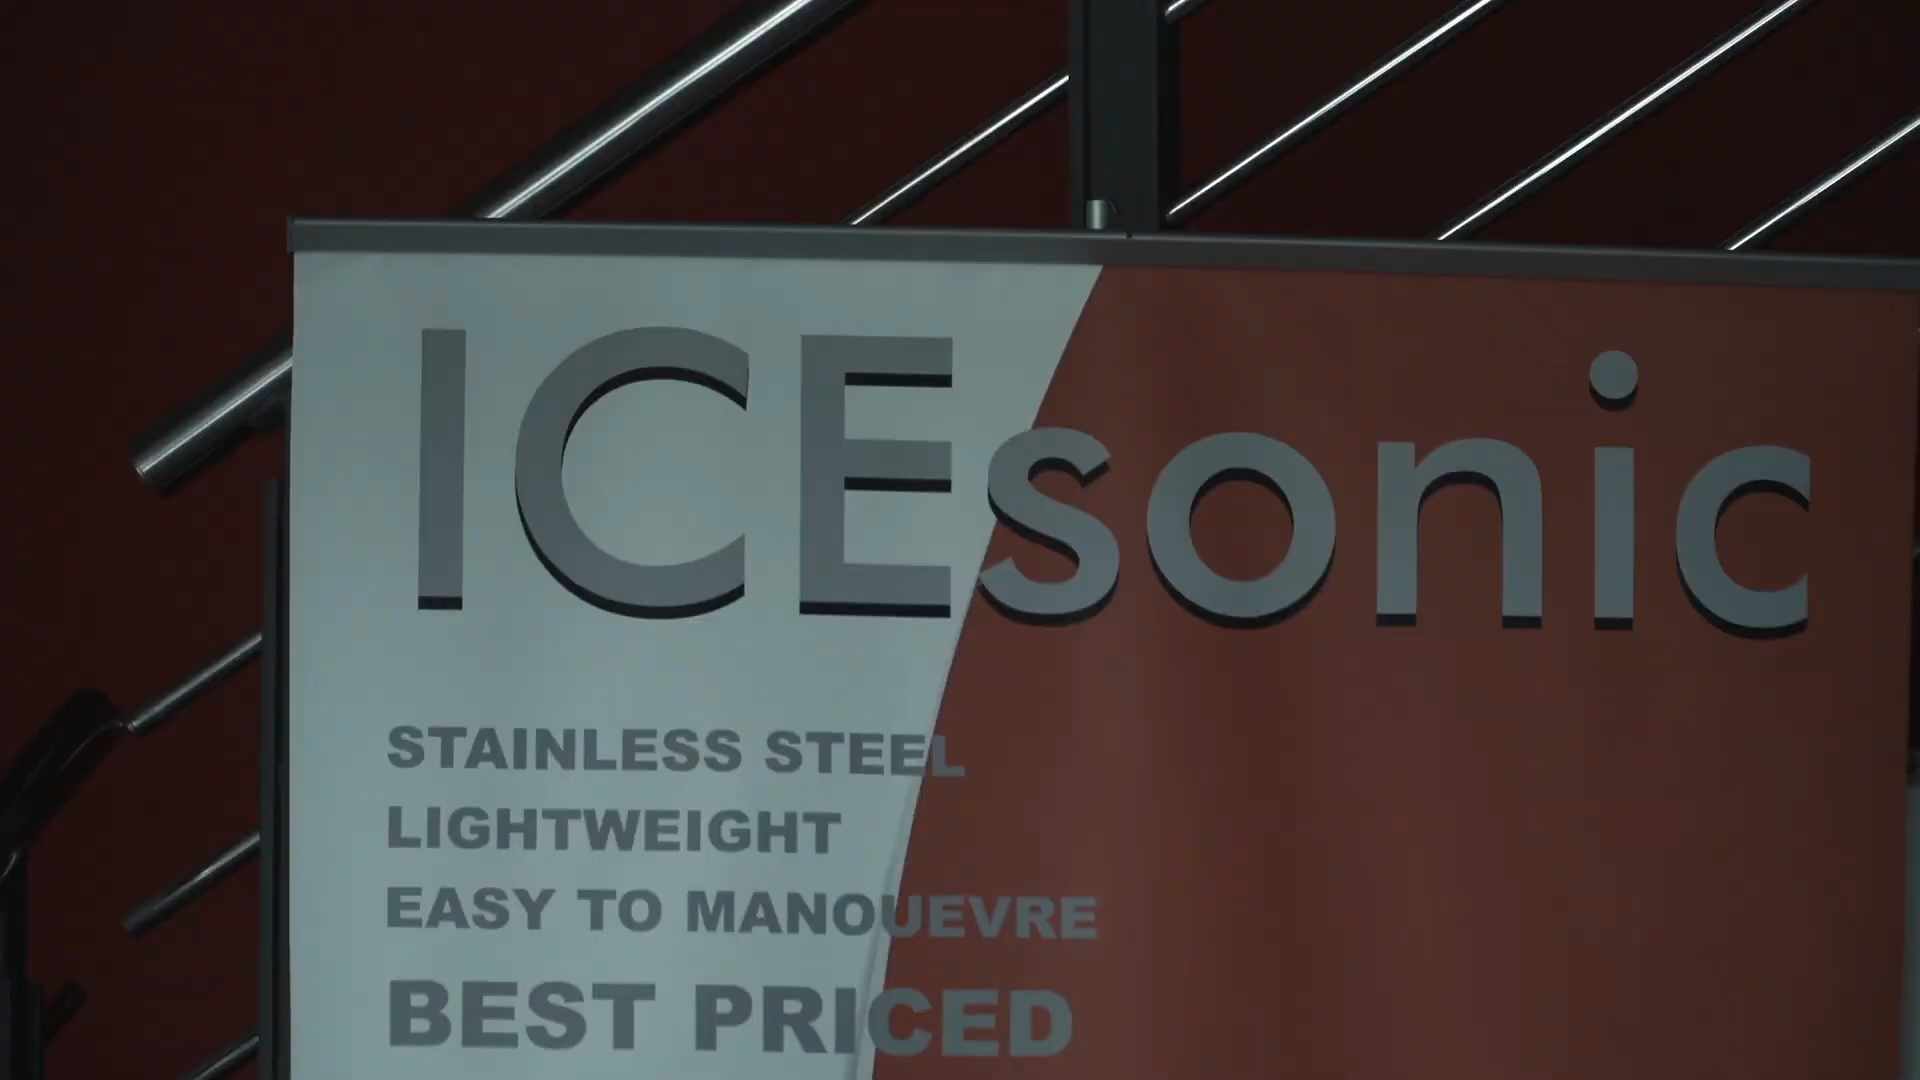 ICEsonic
STAINLESS STEEL
LIGHTWEIGHT
EASY TO MANOUEVRE
BEST PRICED